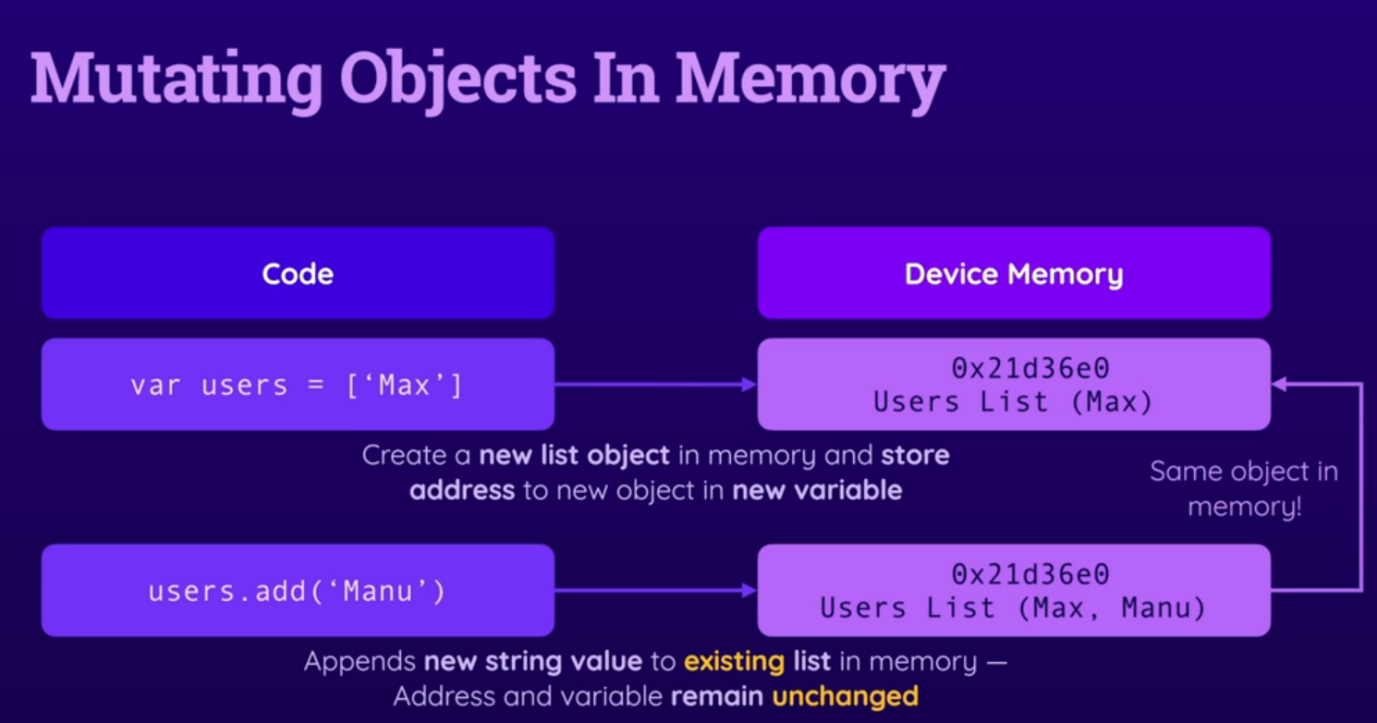 Mutating Objects In Memory
Code
Device Memory
var users = [‘Max’]
0x21d36e0
Users List (Max)
Create a new list object in memory and store
address to new object in new variable
Same object in
memory!
users.add(‘Manu’)
0x21d36e0
Users List (Max, Manu)
Appends new string value to existing list in memory —
Address and variable remain unchanged